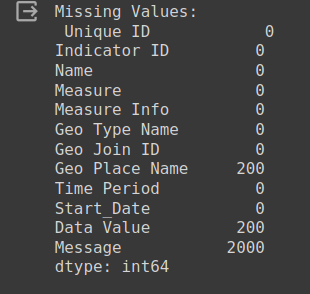 Missing Values:
Unique ID 0
Indicator ID 0
Name 0
Measure 0
Measure Info 0
Geo Type Name 0
Geo Join ID 0
Geo Place Name 200
Time Period 0
Start_Date 0
Data Value 200
Message 2000
dtype: int64